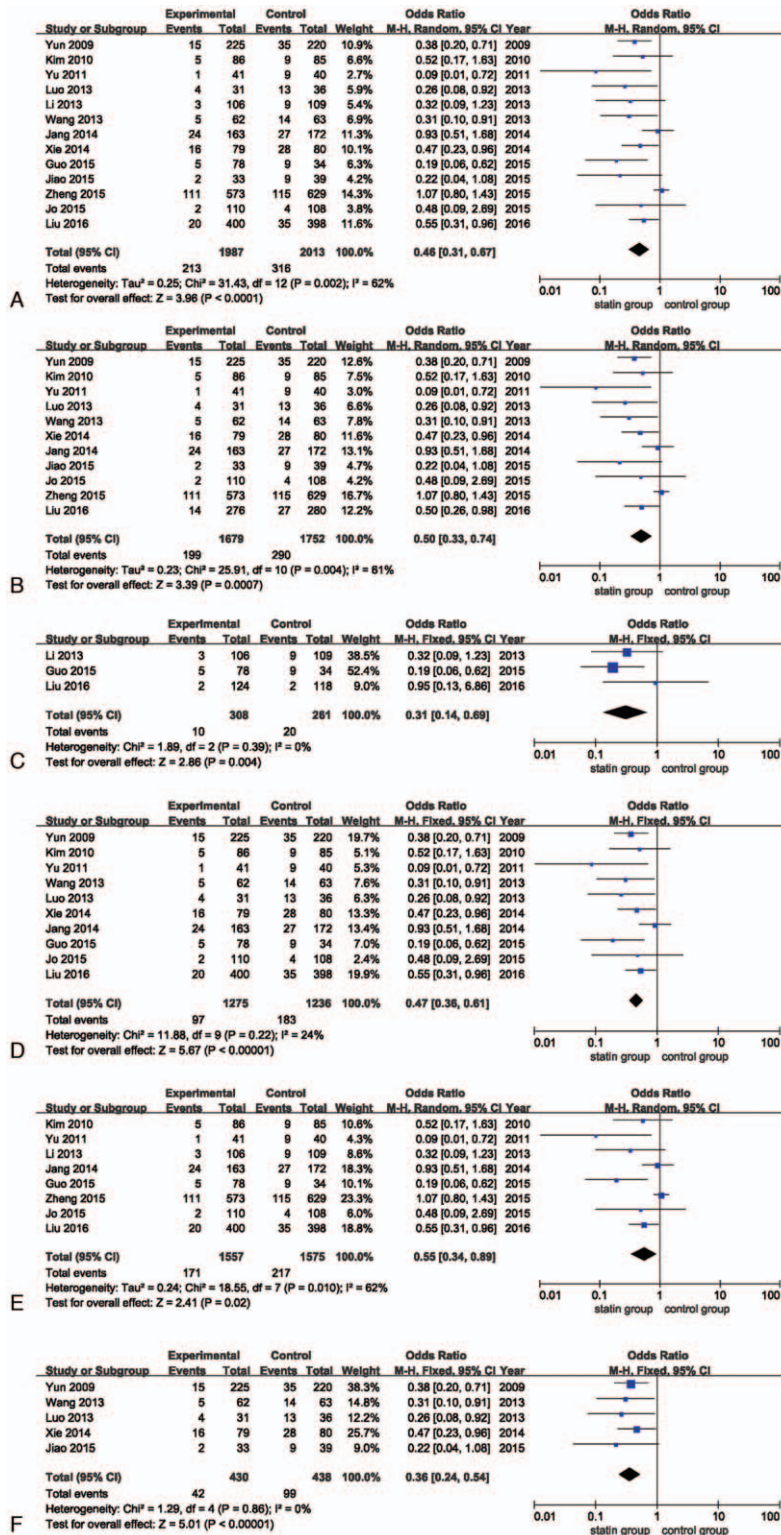 Experimental Control Odds Ratio Odds Ratio
Study or Subgroup Events Total Events Total Weight M-H, Random, 95% CI Year M-H, Random, 95% CI
Yun 2009 15 225 35 220 10.9% 0.38 [0.20, 0.71] 2009
Kim 2010 5 86 9 85 6.6% 0.52 [0.17, 1.63] 2010
Yu 2011 1 41 9 40 2.8% 0.09 [0.01, 0.72] 2011
Luo 2013 4 31 13 36 5.9% 0.26 [0.08, 0.92] 2013
Li 2013 3 106 9 109 5.3% 0.32 [0.09, 1.23] 2013
Wang 2013 5 62 14 63 6.9% 0.31 [0.10, 0.91] 2013
Jang 2014 24 163 27 172 11.3% 0.93 [0.51, 1.68] 2014
Xie 2014 16 79 28 80 10.1% 0.47 [0.23, 0.96] 2014
Guo 2015 5 78 9 34 6.3% 0.19 [0.06, 0.62] 2015
Jiao 2015 2 33 9 39 4.2% 0.22 [0.04, 1.08] 2015
Zheng 2015 111 573 115 629 14.3% 1.07 [0.80, 1.43] 2015
Jo 2015 2 110 4 108 3.8% 0.48 [0.09, 2.69] 2015
Liu 2016 20 400 35 398 11.6% 0.55 [0.31, 0.96] 2016
Total (95% CI) 1987 2013 100.0% 0.46 [0.31, 0.67]
Total events 213 316
Heterogeneity: Tau² = 0.25; Chi² = 31.43, df = 12 (P = 0.002); I² = 62%
Test for overall effect: Z = 3.96 (P < 0.0001)
0.01 0.1 1 10 100
statin group control group
A
Experimental Control Odds Ratio Odds Ratio
Study or Subgroup Events Total Events Total Weight M-H, Random, 95% CI Year M-H, Random, 95% CI
Yun 2009 15 225 35 220 12.6% 0.38 [0.20, 0.71] 2009
Kim 2010 5 86 9 85 7.5% 0.52 [0.17, 1.63] 2010
Yu 2011 1 41 9 40 3.0% 0.09 [0.01, 0.72] 2011
Luo 2013 4 31 13 36 6.6% 0.26 [0.08, 0.92] 2013
Wang 2013 5 62 14 63 7.8% 0.31 [0.10, 0.91] 2013
Xie 2014 16 79 28 80 11.6% 0.47 [0.23, 0.96] 2014
Jang 2014 24 163 27 172 13.1% 0.93 [0.51, 1.68] 2014
Jiao 2015 2 33 9 39 4.7% 0.22 [0.04, 1.08] 2015
Jo 2015 2 110 4 108 4.2% 0.48 [0.09, 2.69] 2015
Zheng 2015 111 573 115 629 16.7% 1.07 [0.80, 1.43] 2015
Liu 2016 14 276 27 280 12.1% 0.50 [0.26, 0.98] 2016
Total (95% CI) 1679 1752 100.0% 0.50 [0.33, 0.74]
Total events 199 290
Heterogeneity: Tau² = 0.23; Chi² = 25.91, df = 10 (P = 0.004); I² = 61%
Test for overall effect: Z = 3.39 (P = 0.0007)
0.01 0.1 1 10 100
statin group control group
B
Experimental Control Odds Ratio Odds Ratio
Study or Subgroup Events Total Events Total Weight M-H, Fixed, 95% CI Year M-H, Fixed, 95% CI
Li 2013 3 106 9 109 38.5% 0.32 [0.09, 1.23] 2013
Guo 2015 5 78 9 34 52.4% 0.19 [0.06, 0.62] 2015
Liu 2016 2 124 2 118 9.0% 0.95 [0.13, 6.86] 2016
Total (95% CI) 308 261 100.0% 0.31 [0.14, 0.69]
Total events 10 20
Heterogeneity: Chi² = 1.89, df = 2 (P = 0.39); I² = 0%
Test for overall effect: Z = 2.86 (P = 0.004)
0.01 0.1 1 10 100
statin group control group
C
Experimental Control Odds Ratio Odds Ratio
Study or Subgroup Events Total Events Total Weight M-H, Fixed, 95% CI Year M-H, Fixed, 95% CI
Yun 2009 15 225 35 220 19.7% 0.38 [0.20, 0.71] 2009
Kim 2010 5 86 9 85 5.1% 0.52 [0.17, 1.63] 2010
Yu 2011 1 41 9 40 5.3% 0.09 [0.01, 0.72] 2011
Wang 2013 5 62 14 63 7.6% 0.31 [0.10, 0.91] 2013
Luo 2013 4 31 13 36 6.3% 0.26 [0.08, 0.92] 2013
Xie 2014 16 79 28 80 13.3% 0.47 [0.23, 0.96] 2014
Jang 2014 24 163 27 172 13.4% 0.93 [0.51, 1.68] 2014
Guo 2015 5 78 9 34 7.0% 0.19 [0.06, 0.62] 2015
Jo 2015 2 110 4 108 2.4% 0.48 [0.09, 2.69] 2015
Liu 2016 20 400 35 398 19.9% 0.55 [0.31, 0.96] 2016
Total (95% CI) 1275 1236 100.0% 0.47 [0.36, 0.61]
Total events 97 183
Heterogeneity: Chi² = 11.88, df = 9 (P = 0.22); I² = 24%
Test for overall effect: Z = 5.67 (P < 0.00001)
0.01 0.1 1 10 100
statin group control group
D
Experimental Control Odds Ratio Odds Ratio
Study or Subgroup Events Total Events Total Weight M-H, Random, 95% CI Year M-H, Random, 95% CI
Kim 2010 5 86 9 85 10.6% 0.52 [0.17, 1.63] 2010
Yu 2011 1 41 9 40 4.3% 0.09 [0.01, 0.72] 2011
Li 2013 3 106 9 109 8.6% 0.32 [0.09, 1.23] 2013
Jang 2014 24 163 27 172 18.3% 0.93 [0.51, 1.68] 2014
Guo 2015 5 78 9 34 10.1% 0.19 [0.06, 0.62] 2015
Zheng 2015 111 573 115 629 23.3% 1.07 [0.80, 1.43] 2015
Jo 2015 2 110 4 108 6.0% 0.48 [0.09, 2.69] 2015
Liu 2016 20 400 35 398 18.8% 0.55 [0.31, 0.96] 2016
Total (95% CI) 1557 1575 100.0% 0.55 [0.34, 0.89]
Total events 171 217
Heterogeneity: Tau² = 0.24; Chi² = 18.55, df = 7 (P = 0.010); I² = 62%
Test for overall effect: Z = 2.41 (P = 0.02)
0.01 0.1 1 10 100
statin group control group
E
Experimental Control Odds Ratio Odds Ratio
Study or Subgroup Events Total Events Total Weight M-H, Fixed, 95% CI Year M-H, Fixed, 95% CI
Yun 2009 15 225 35 220 38.3% 0.38 [0.20, 0.71] 2009
Wang 2013 5 62 14 63 14.8% 0.31 [0.10, 0.91] 2013
Luo 2013 4 31 13 36 12.2% 0.26 [0.08, 0.92] 2013
Xie 2014 16 79 28 80 25.7% 0.47 [0.23, 0.96] 2014
Jiao 2015 2 33 9 39 9.0% 0.22 [0.04, 1.08] 2015
Total (95% CI) 430 438 100.0% 0.36 [0.24, 0.54]
Total events 42 99
Heterogeneity: Chi² = 1.29, df = 4 (P = 0.86); I² = 0%
Test for overall effect: Z = 5.01 (P < 0.00001)
0.01 0.1 1 10 100
statin group control group
F